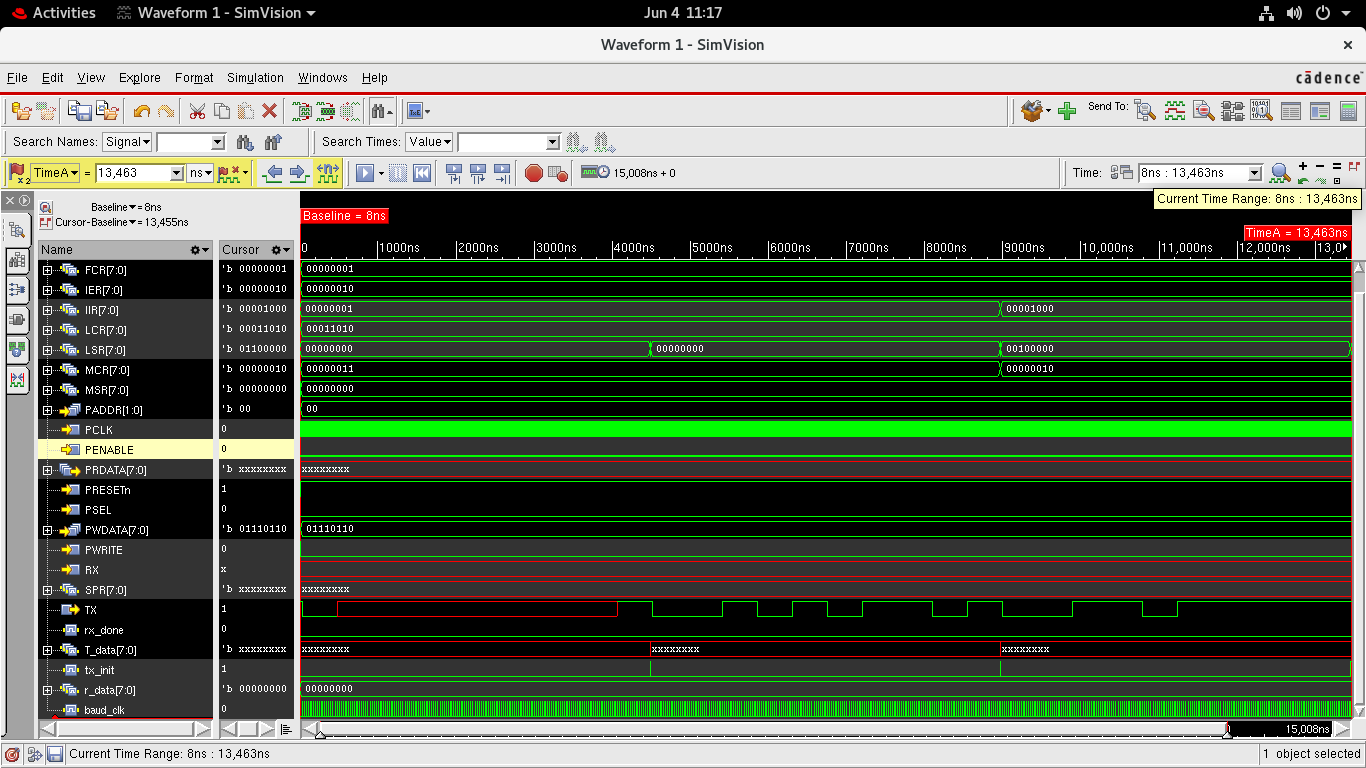 Activities Waveform 1 - SimVision Jun 4 11:17
Waveform 1 - SimVision
File Edit View Explore Format Simulation Windows Help cādence
Send To:
Search Names: Signal Search Times: Value
TimeA = 13,463 ns 15,008ns + 0 Time: 8ns : 13,463ns
Current Time Range: 8ns : 13,463ns
Baseline = 8ns
Cursor-Baseline = 13,455ns
Baseline = 8ns
TimeA = 13,463ns
Name Cursor 0 1000ns 2000ns 3000ns 4000ns 5000ns 6000ns 7000ns 8000ns 9000ns 10,000ns 11,000ns 12,000ns 13,0
FCR[7:0] 'b 00000001 00000001
IER[7:0] 'b 00000010 00000010
IIR[7:0] 'b 00001000 00000001 00001000
LCR[7:0] 'b 00011010 00011010
LSR[7:0] 'b 01100000 00000000 00000000 00100000
MCR[7:0] 'b 00000010 00000011 00000010
MSR[7:0] 'b 00000000 00000000
PADDR[1:0] 'b 00 00
PCLK 0
PENABLE 0
PRDATA[7:0] 'b xxxxxxxx xxxxxxxx
PRESETn 1
PSEL 0
PWDATA[7:0] 'b 01110110 01110110
PWRITE 0
RX x
SPR[7:0] 'b xxxxxxxx xxxxxxxx
TX 1
rx_done 0
T_data[7:0] 'b xxxxxxxx xxxxxxxx xxxxxxxx xxxxxxxx
tx_init 1
r_data[7:0] 'b 00000000 00000000
baud_clk 0
15,008ns
Current Time Range: 8ns : 13,463ns 1 object selected